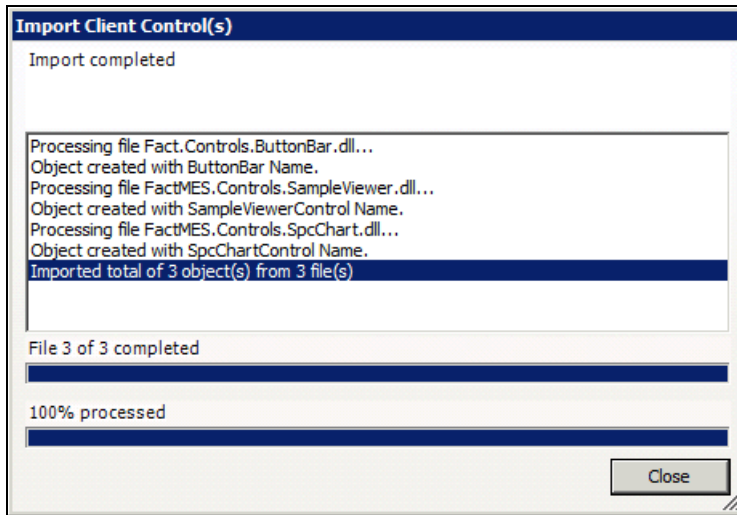 Import Client Control(s)
Import completed
Processing file Fact.Controls.ButtonBar.dll...
Object created with ButtonBar Name.
Processing file FactMES.Controls.SampleViewer.dll...
Object created with SampleViewerControl Name.
Processing file FactMES.Controls.SpcChart.dll...
Object created with SpcChartControl Name.
Imported total of 3 object(s) from 3 file(s)
File 3 of 3 completed
100% processed
Close